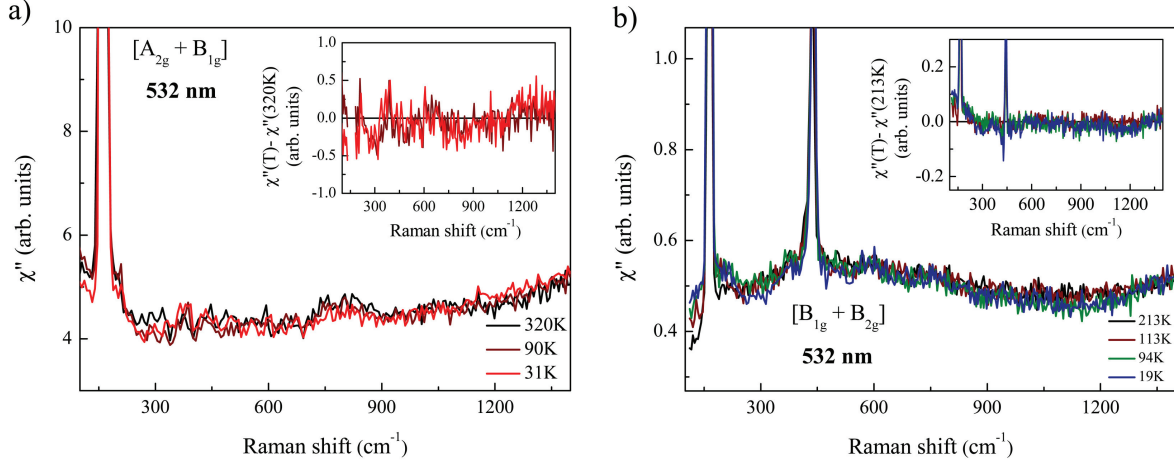 a)
[A2g + B1g]
532 nm
χ'' (arb. units)
10
8
6
4
300
600
900
1200
Raman shift (cm-1)
320K
90K
31K
χ''(T)- χ''(320K)
(arb. units)
1.0
0.5
0.0
-0.5
-1.0
300
600
900
1200
Raman shift (cm-1)
b)
[B1g + B2g]
532 nm
χ'' (arb. units)
1.0
0.8
0.6
0.4
300
600
900
1200
Raman shift (cm-1)
213K
113K
94K
19K
χ''(T)- χ''(213K)
(arb. units)
0.2
0.0
-0.2
300
600
900
1200
Raman shift (cm-1)